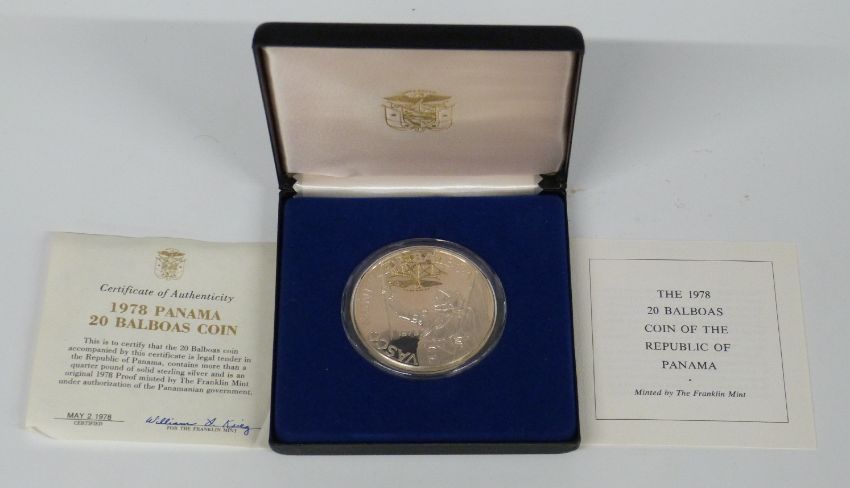 Certificate of Authenticity
1978 PANAMA
20 BALBOAS COIN
This is to certify that the 20 Balboas coin
accompanied by this certificate is legal tender in
the Republic of Panama, contains more than a
quarter pound of solid sterling silver and is an
original 1978 Proof minted by The Franklin Mint
under authorization of the Panamanian government.
MAY 2 1978
CERTIFIED
FOR THE FRANKLIN MINT
VASCO
THE 1978
20 BALBOAS
COIN OF THE
REPUBLIC OF
PANAMA
Minted by The Franklin Mint